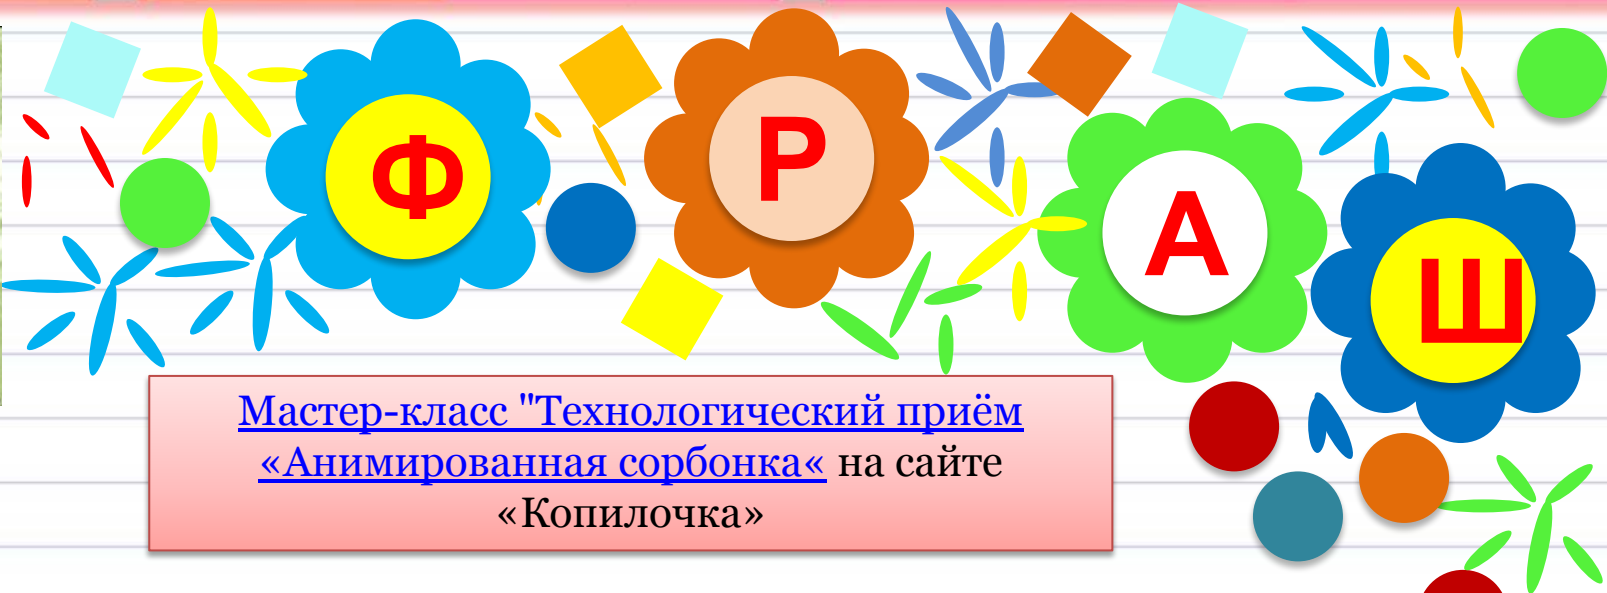 Ф Р А Ш
Мастер-класс "Технологический приём
«Анимированная сорбонка« на сайте
«Копилочка»